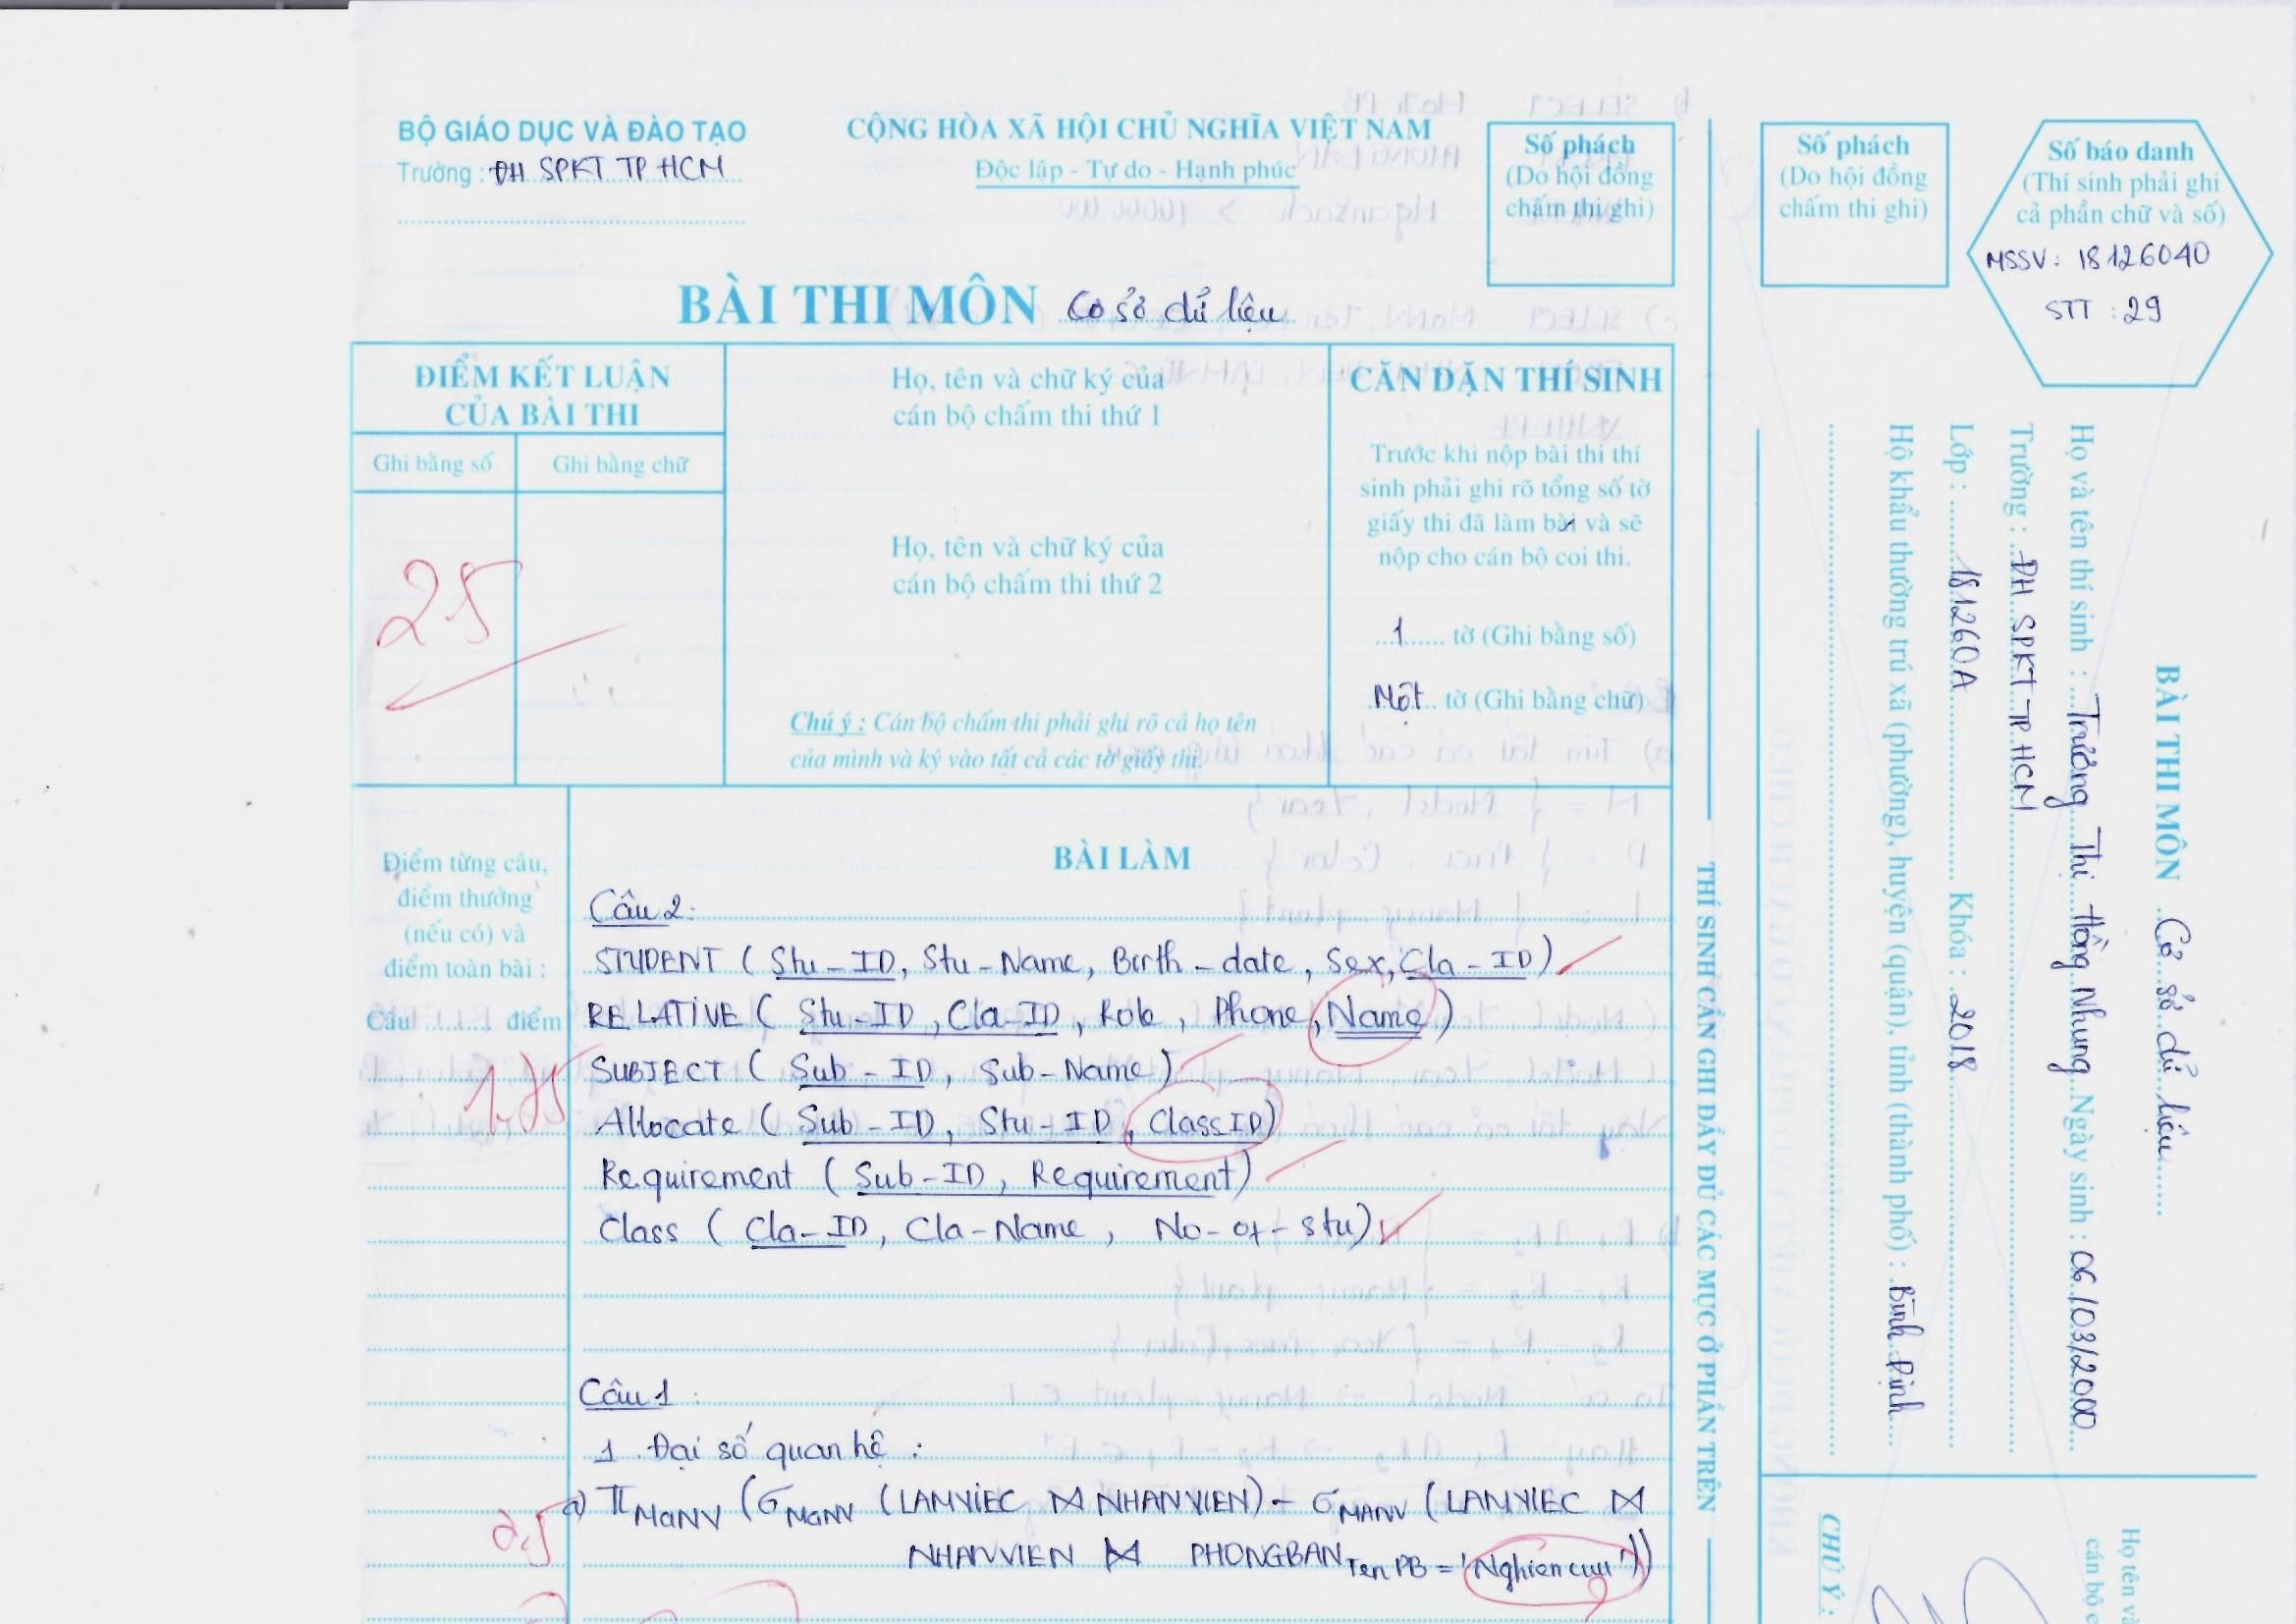 BỘ GIÁO DỤC VÀ ĐÀO TẠO
Trường : ĐH SPKT TP HCM
CỘNG HÒA XÃ HỘI CHỦ NGHĨA VIỆT NAM
Độc lập - Tự do - Hạnh phúc
Số phách
(Do hội đồng
chấm thi ghi)
BÀI THI MÔN Cơ sở dữ liệu
ĐIỂM KẾT LUẬN
CỦA BÀI THI
Ghi bằng số
Ghi bằng chữ
25
Họ, tên và chữ ký của
cán bộ chấm thi thứ 1
Họ, tên và chữ ký của
cán bộ chấm thi thứ 2
Chú ý : Cán bộ chấm thi phải ghi rõ cả họ tên
của mình và ký vào tất cả các tờ giấy thi.
CĂN DẶN THÍ SINH
Trước khi nộp bài thi thí
sinh phải ghi rõ tổng số tờ
giấy thi đã làm bài và sẽ
nộp cho cán bộ coi thi.
1 tờ (Ghi bằng số)
Một tờ (Ghi bằng chữ)
Điểm từng câu,
điểm thưởng
(nếu có) và
điểm toàn bài :
Câu ........ điểm
1,75
BÀI LÀM
Câu 2:
STUDENT ( Stu-ID, Stu-Name, Birth-date, Sex, Cla-ID)
RELATIVE ( Stu-ID, Cla-ID, Role, Phone, Name)
SUBJECT ( Sub-ID, Sub-Name)
Allocate ( Sub-ID, Stu-ID, ClassID)
Requirement ( Sub-ID, Requirement)
Class ( Cla-ID, Cla-Name, No-of-stu)
Câu 1 :
1. Đại số quan hệ :
a) π MaNV (σ MaNV (LAMVIEC ⋈ NHANVIEN) - σ MANV (LAMVIEC ⋈
NHANVIEN ⋈ PHONGBAN TenPB = 'Nghiên cứu'))
Số phách
(Do hội đồng
chấm thi ghi)
Số báo danh
(Thí sinh phải ghi
cả phần chữ và số)
MSSV: 18126040
STT : 29
BÀI THI MÔN Cơ sở dữ liệu
Họ và tên thí sinh : Trương Thị Hồng Nhung Ngày sinh : 06/03/2000
Trường : ĐH SPKT TP HCM
Lớp : 181260A Khóa : 2018
Hộ khẩu thường trú xã (phường), huyện (quận), tỉnh (thành phố) : Bình Định
THÍ SINH CẦN GHI ĐẦY ĐỦ CÁC MỤC Ở PHẦN TRÊN
CHÚ Ý :
Họ tên và
cán bộ c